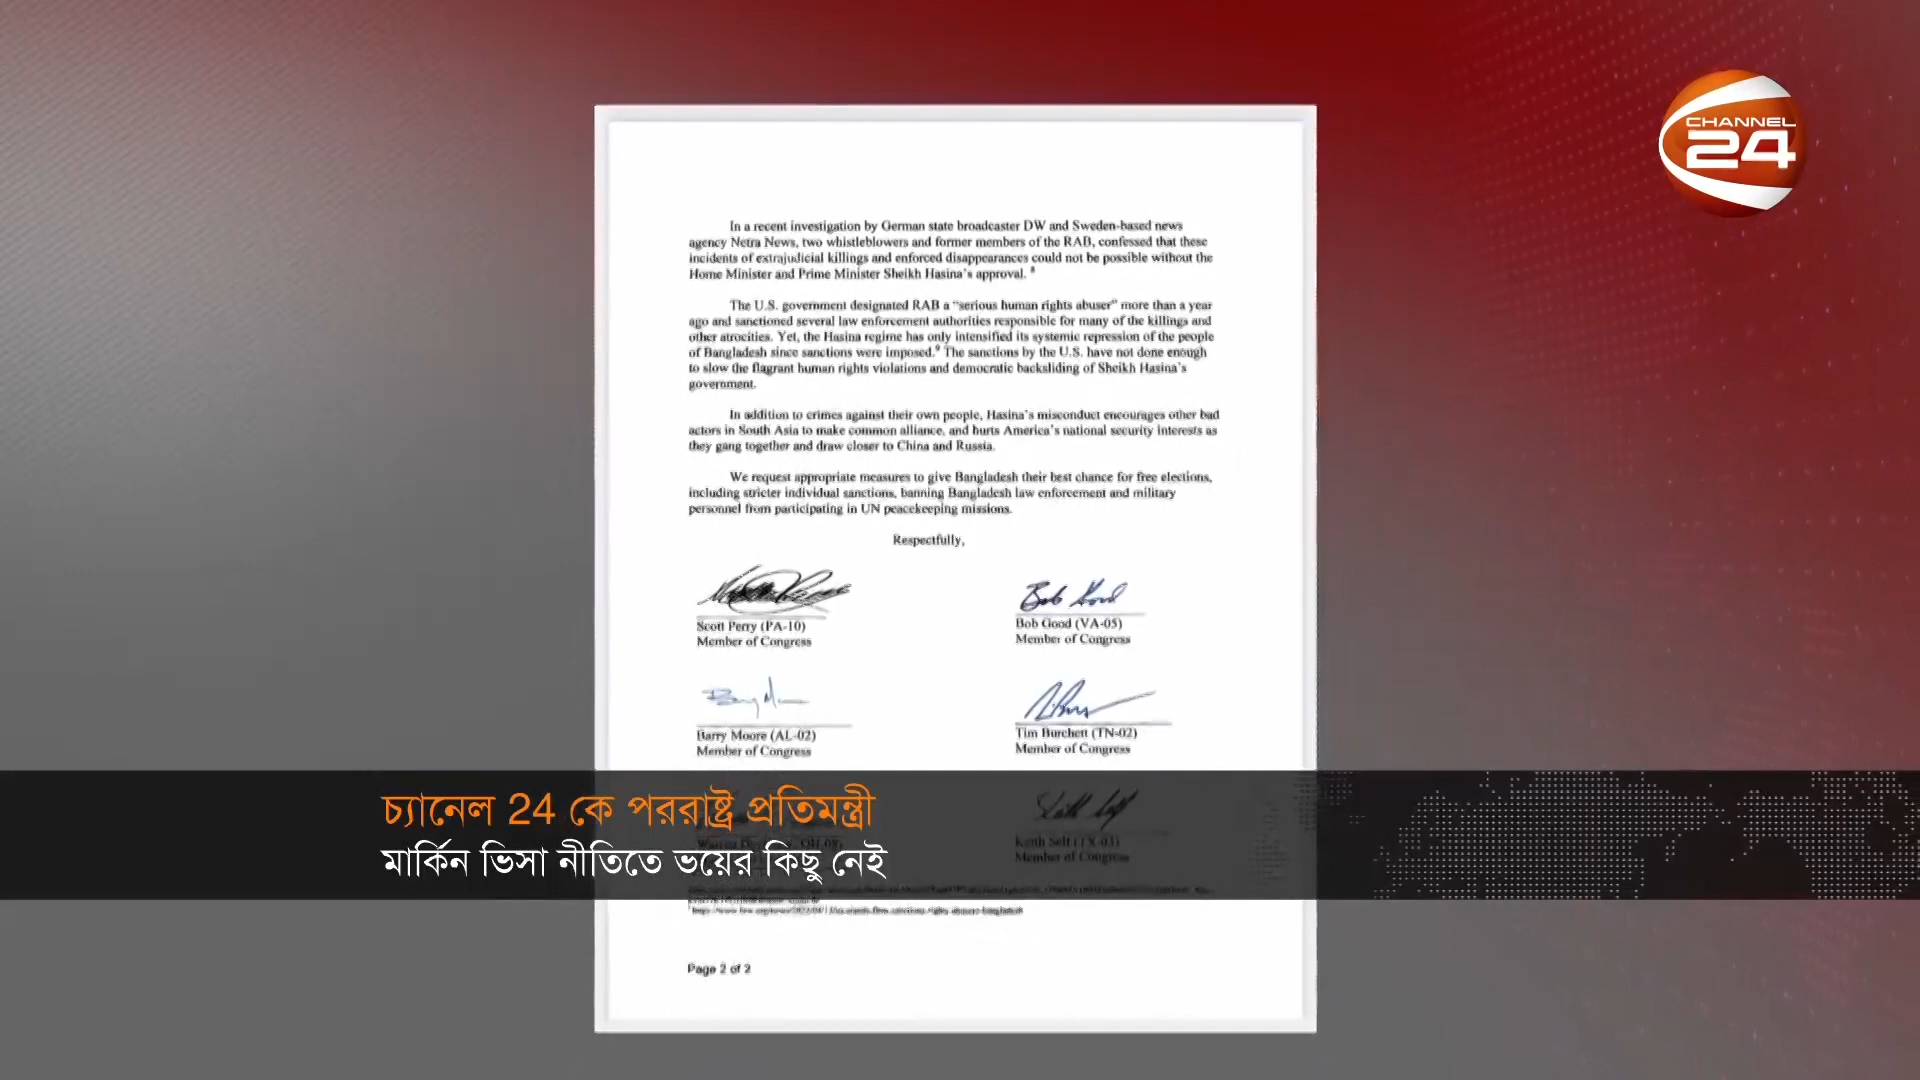 CHANNEL
24
In a recent investigation by German state broadcaster DW and Sweden-based news
agency Netra News, two whistleblowers and former members of the RAB, confessed that these
incidents of extrajudicial killings and enforced disappearances could not be possible without the
Home Minister and Prime Minister Sheikh Hasina's approval. 8
The U.S. government designated RAB a "serious human rights abuser" more than a year
ago and sanctioned several law enforcement authorities responsible for many of the killings and
other atrocities. Yet, the Hasina regime has only intensified its systemic repression of the people
of Bangladesh since sanctions were imposed.9 The sanctions by the U.S. have not done enough
to slow the flagrant human rights violations and democratic backsliding of Sheikh Hasina's
government.
In addition to crimes against their own people, Hasina's misconduct encourages other bad
actors in South Asia to make common alliance, and hurts America's national security interests as
they gang together and draw closer to China and Russia.
We request appropriate measures to give Bangladesh their best chance for free elections,
including stricter individual sanctions, banning Bangladesh law enforcement and military
personnel from participating in UN peacekeeping missions.
Respectfully,
Bob Good
Scott Perry (PA-10)
Member of Congress
Bob Good (VA-05)
Member of Congress
Barry Moore (AL-02)
Member of Congress
Tim Burchett (TN-02)
Member of Congress
Keith Self (TX-03)
Member of Congress
চ্যানেল 24 কে পররাষ্ট্র প্রতিমন্ত্রী
মার্কিন ভিসা নীতিতে ভয়ের কিছু নেই
Page 2 of 2